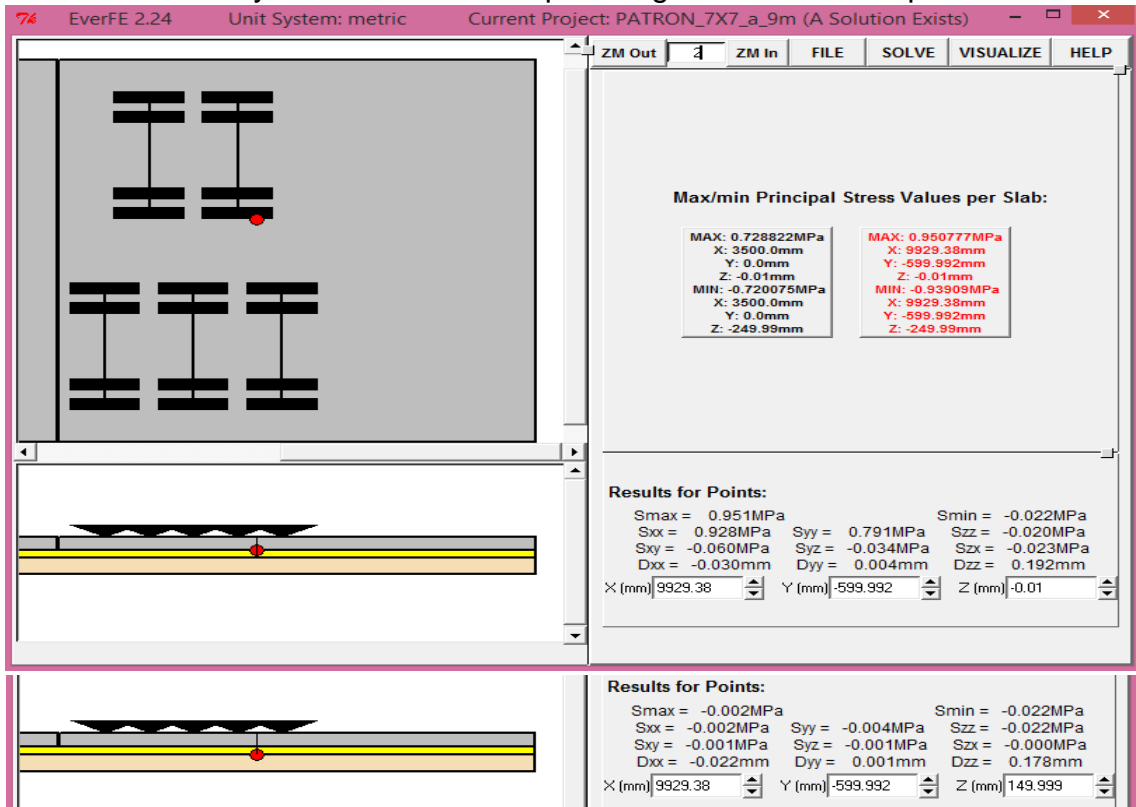 EverFE 2.24 Unit System: metric Current Project: PATRON_7X7_a_9m (A Solution Exists)
ZM Out 2 ZM In FILE SOLVE VISUALIZE HELP
Max/min Principal Stress Values per Slab:
MAX: 0.728822MPa
X: 3500.0mm
Y: 0.0mm
Z: -0.01mm
MIN: -0.720075MPa
X: 3500.0mm
Y: 0.0mm
Z: -249.99mm
MAX: 0.950777MPa
X: 9929.38mm
Y: -599.992mm
Z: -0.01mm
MIN: -0.93909MPa
X: 9929.38mm
Y: -599.992mm
Z: -249.99mm
Results for Points:
Smax = 0.951MPa Smin = -0.022MPa
Sxx = 0.928MPa Syy = 0.791MPa Szz = -0.020MPa
Sxy = -0.060MPa Syz = -0.034MPa Szx = -0.023MPa
Dxx = -0.030mm Dyy = 0.004mm Dzz = 0.192mm
X (mm) 9929.38 Y (mm) -599.992 Z (mm) -0.01
Results for Points:
Smax = -0.002MPa Smin = -0.022MPa
Sxx = -0.002MPa Syy = -0.004MPa Szz = -0.022MPa
Sxy = -0.001MPa Syz = -0.001MPa Szx = -0.000MPa
Dxx = -0.022mm Dyy = 0.001mm Dzz = 0.178mm
X (mm) 9929.38 Y (mm) -599.992 Z (mm) 149.999